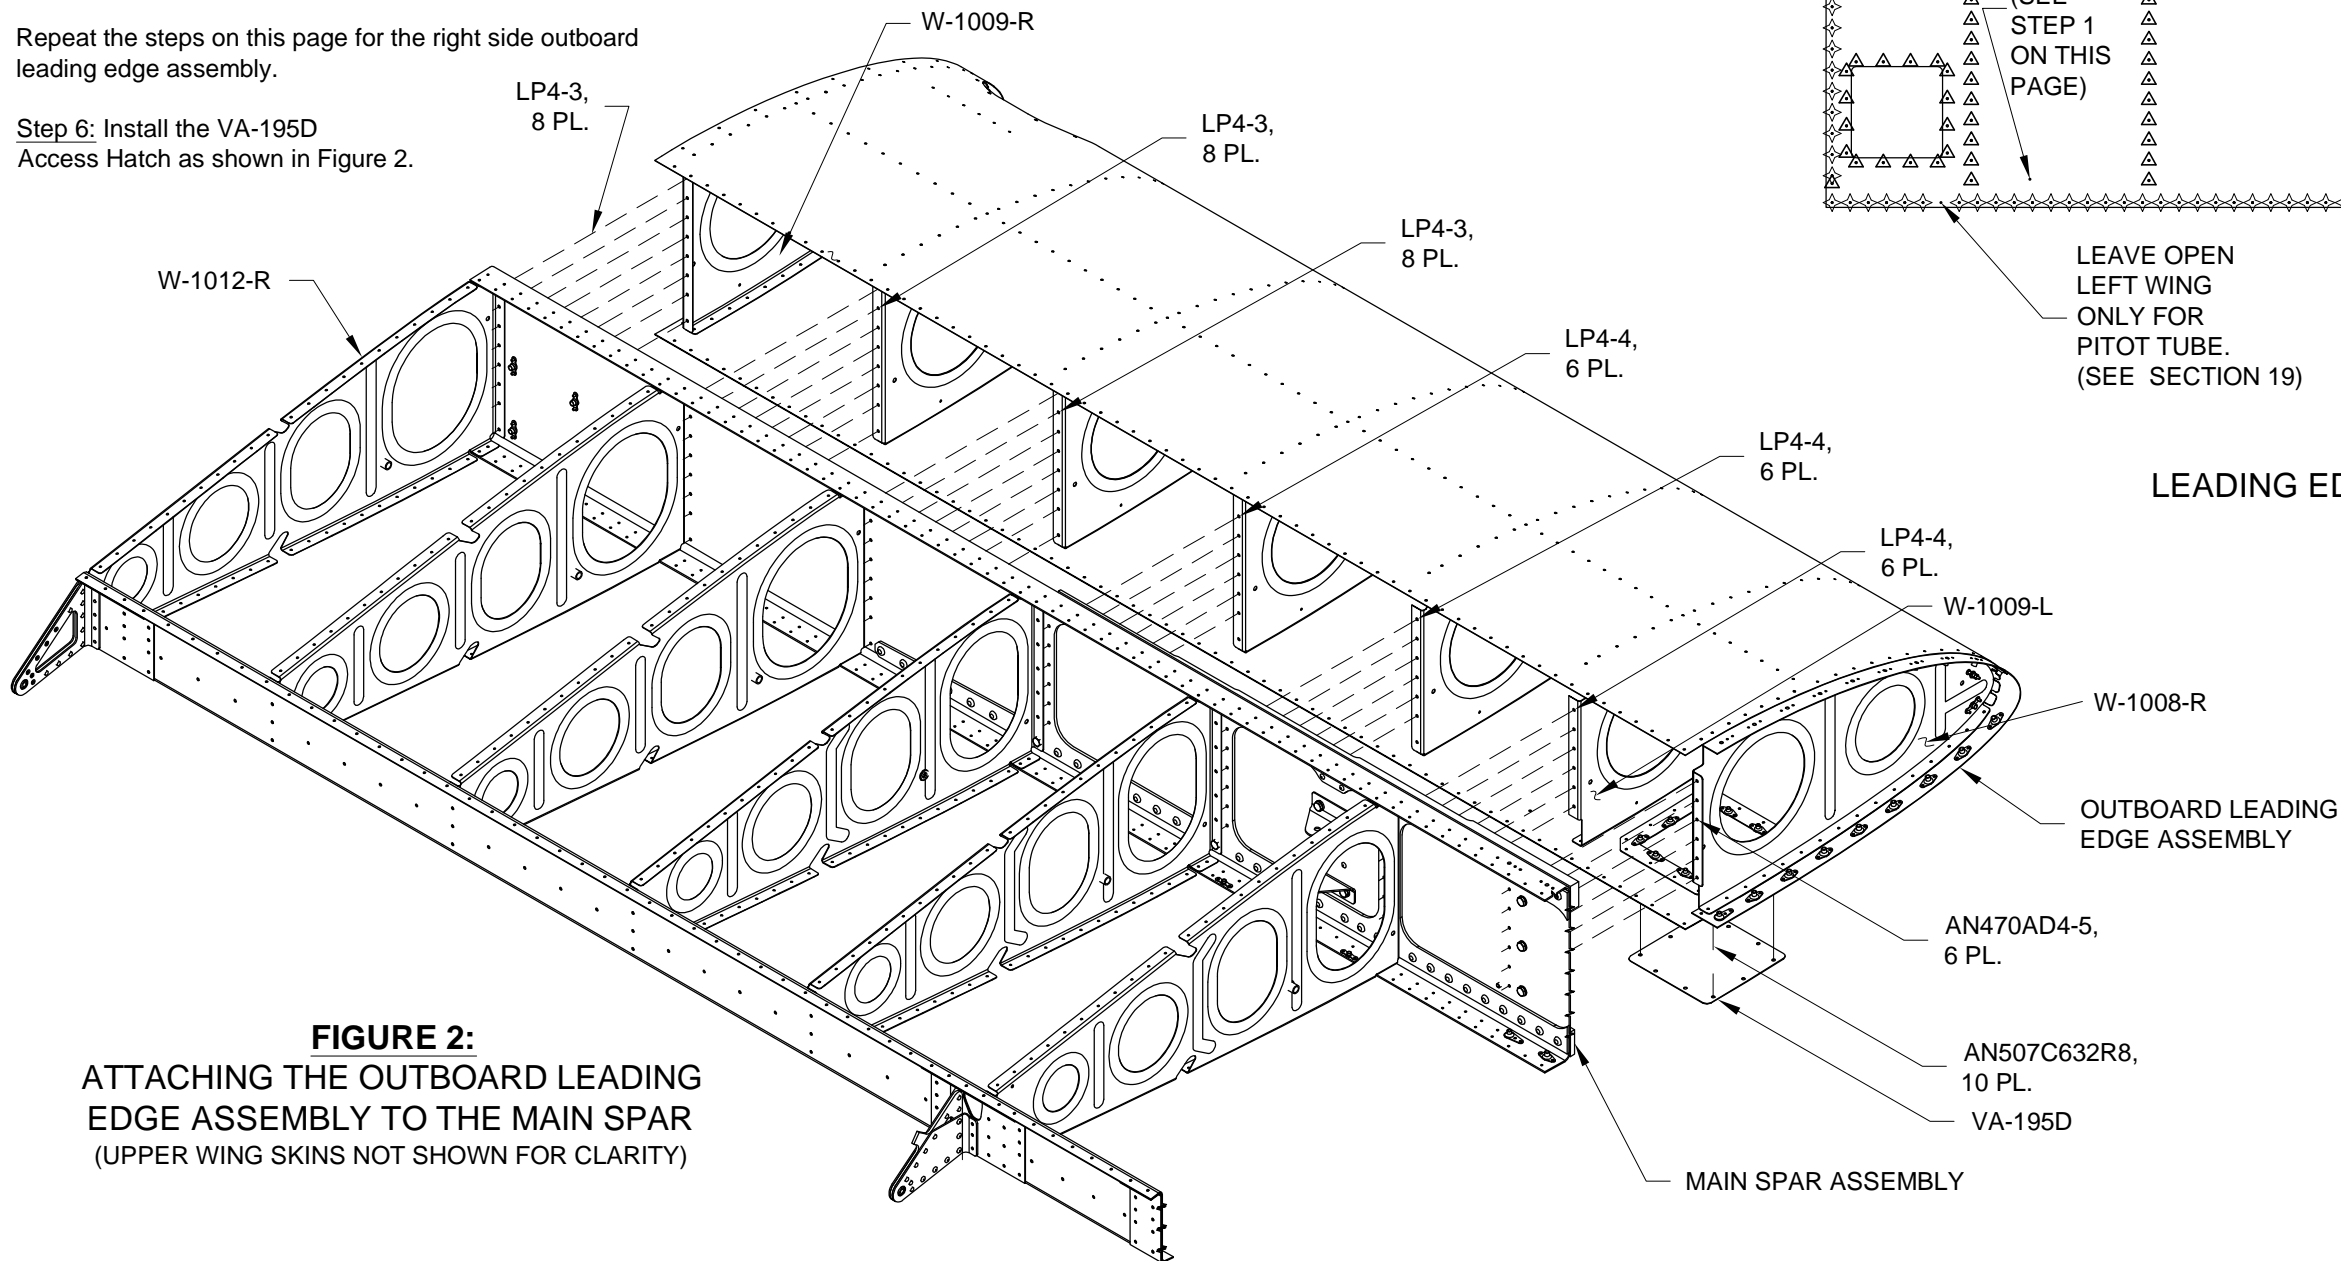 Repeat the steps on this page for the right side outboard
leading edge assembly.
Step 6: Install the VA-195D
Access Hatch as shown in Figure 2.
LP4-3,
8 PL.
W-1009-R
LP4-3,
8 PL.
LP4-3,
8 PL.
W-1012-R
LP4-4,
6 PL.
LP4-4,
6 PL.
LP4-4,
6 PL.
W-1009-L
W-1008-R
OUTBOARD LEADING
EDGE ASSEMBLY
AN470AD4-5,
6 PL.
AN507C632R8,
10 PL.
VA-195D
MAIN SPAR ASSEMBLY
(SEE
STEP 1
ON THIS
PAGE)
LEAVE OPEN
LEFT WING
ONLY FOR
PITOT TUBE.
(SEE SECTION 19)
LEADING
FIGURE 2:
ATTACHING THE OUTBOARD LEADING
EDGE ASSEMBLY TO THE MAIN SPAR
(UPPER WING SKINS NOT SHOWN FOR CLARITY)